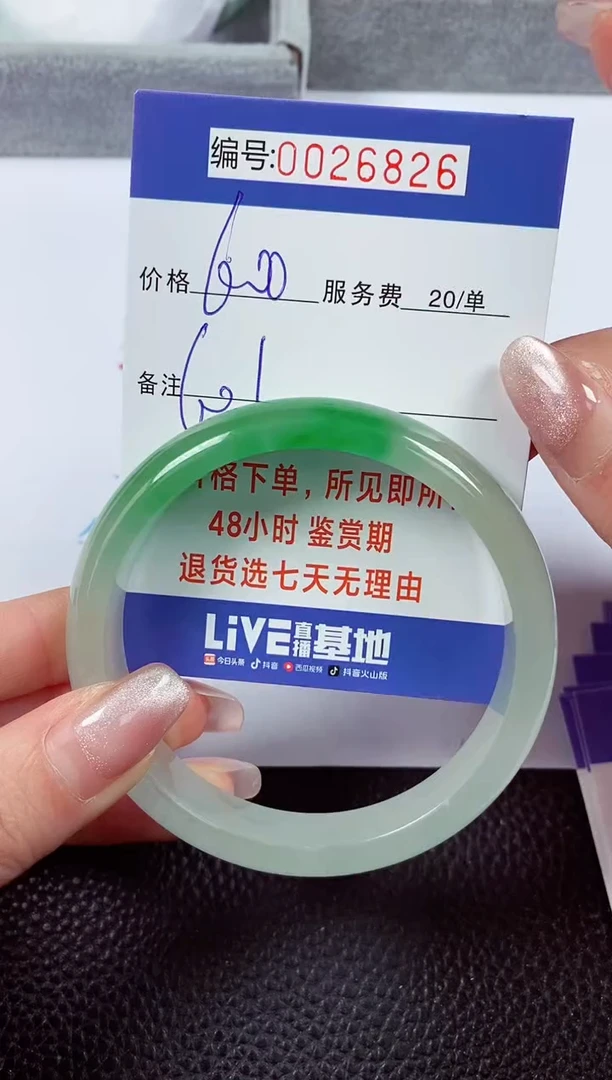 编号:0026826
价格 600 服务费 20/单
备注
格下单，所见即所
48小时 鉴赏期
退货选七天无理由
LiVE直播基地
今日头条 抖音 西瓜视频 抖音火山版